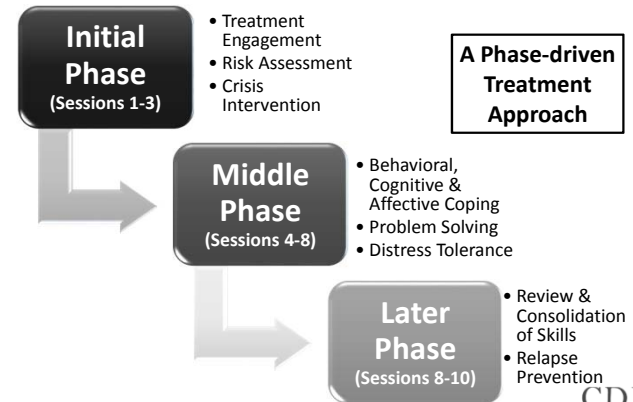 Initial
Phase
(Sessions 1-3)
• Treatment
Engagement
• Risk Assessment
• Crisis
Intervention
A Phase-driven
Treatment
Approach
Middle
Phase
(Sessions 4-8)
• Behavioral,
Cognitive &
Affective Coping
• Problem Solving
• Distress Tolerance
Later
Phase
(Sessions 8-10)
• Review &
Consolidation
of Skills
• Relapse
Prevention